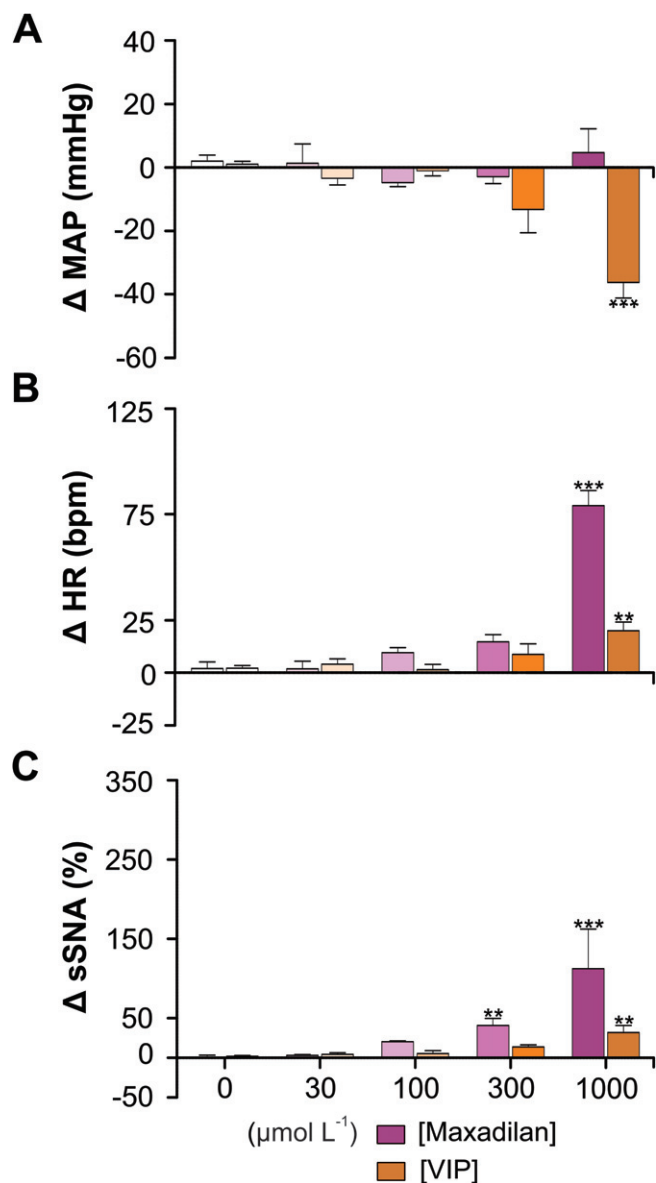 A
Δ MAP (mmHg)
40
20
0
-20
-40
-60
***
B
Δ HR (bpm)
125
75
25
0
-25
***
**
C
Δ sSNA (%)
350
250
150
50
0
-50
**
***
**
0 30 100 300 1000
(µmol L⁻¹) [Maxadilan]
[VIP]